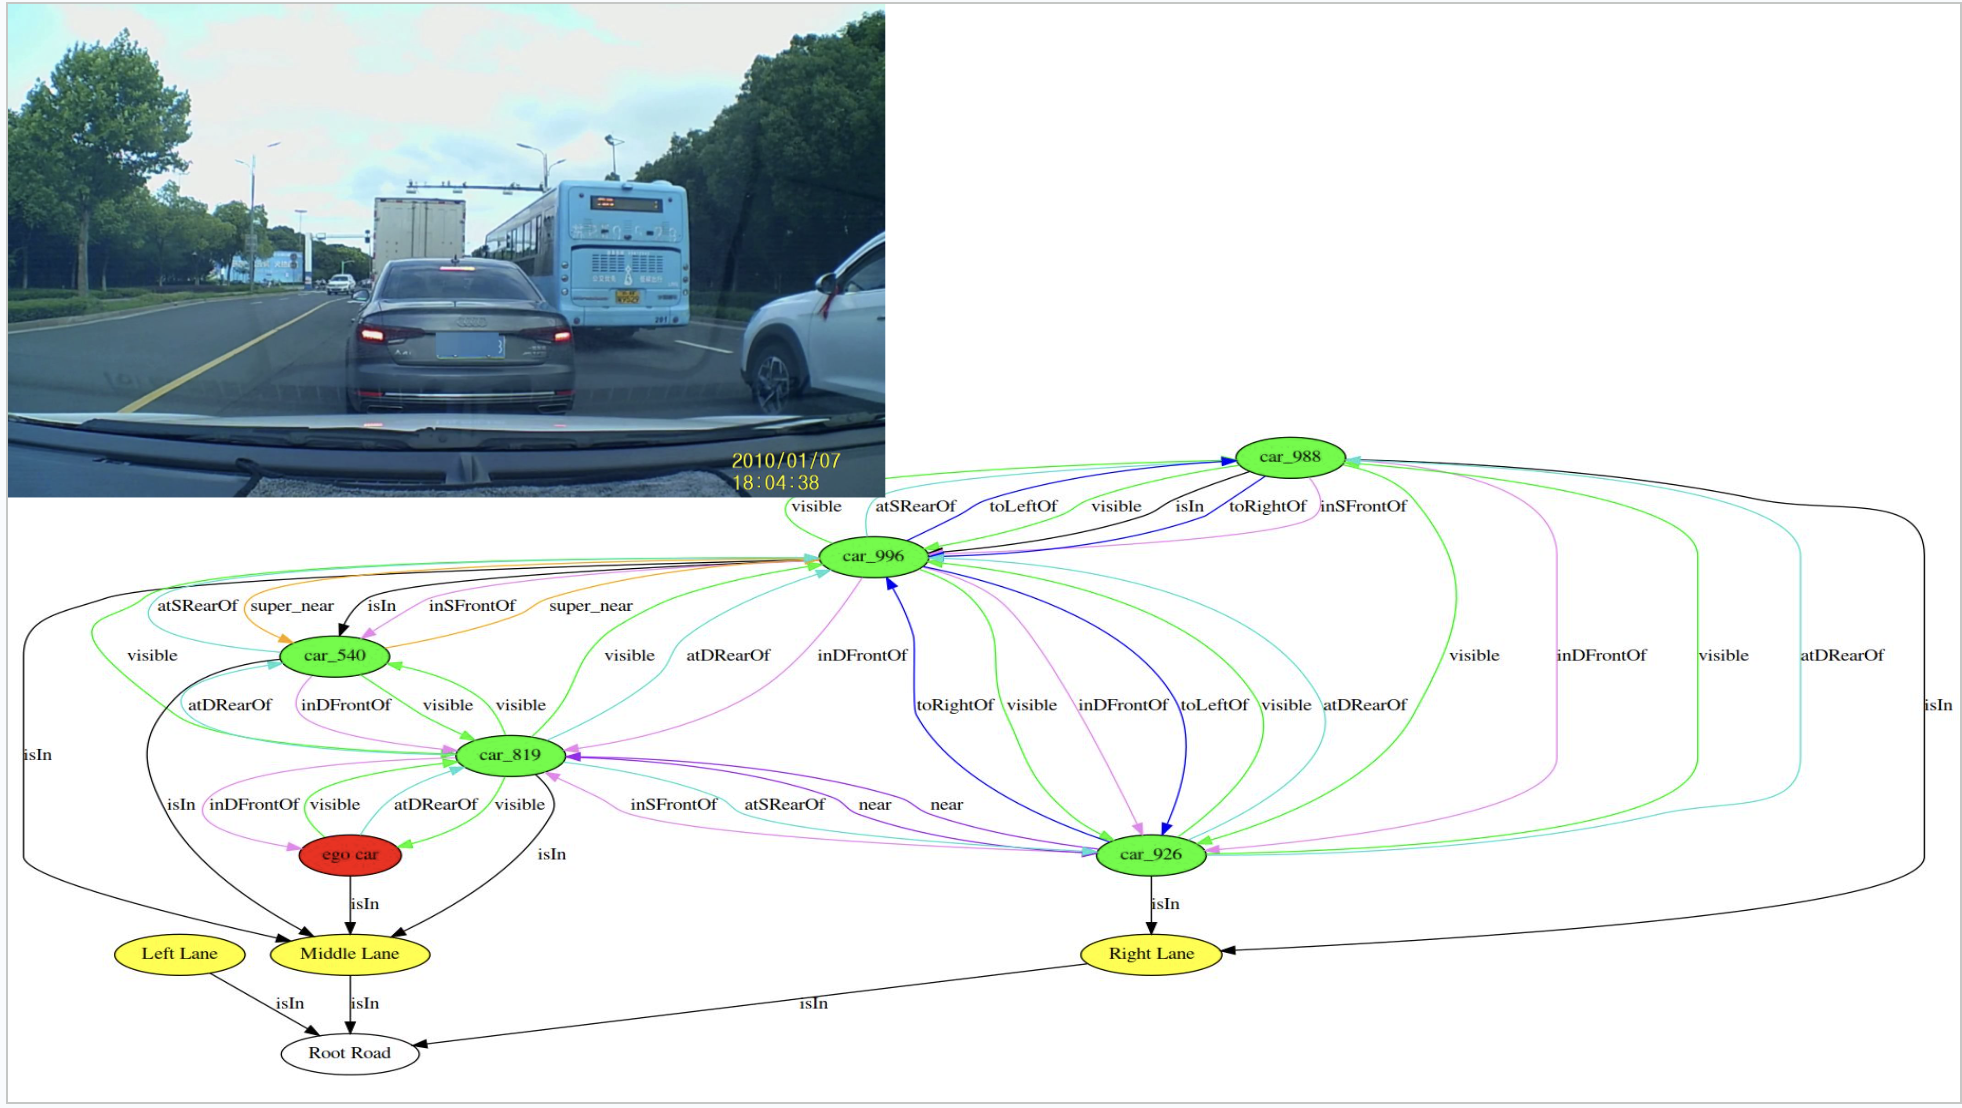 2010/01/07
18:04:38
car_988
visible
atSRearOf
toLeftOf
visible
isIn
toRightOf
inSFrontOf
car_996
atSRearOf
super_near
isIn
inSFrontOf
super_near
car_540
visible
visible
atDRearOf
inDFrontOf
visible
inDFrontOf
visible
atDRearOf
atDRearOf
inDFrontOf
visible
visible
toRightOf
visible
inDFrontOf
toLeftOf
visible
atDRearOf
isIn
isIn
car_819
isIn
inDFrontOf
visible
atDRearOf
visible
inSFrontOf
atSRearOf
near
near
ego car
isIn
car_926
isIn
isIn
Left Lane
Middle Lane
Right Lane
isIn
isIn
isIn
Root Road